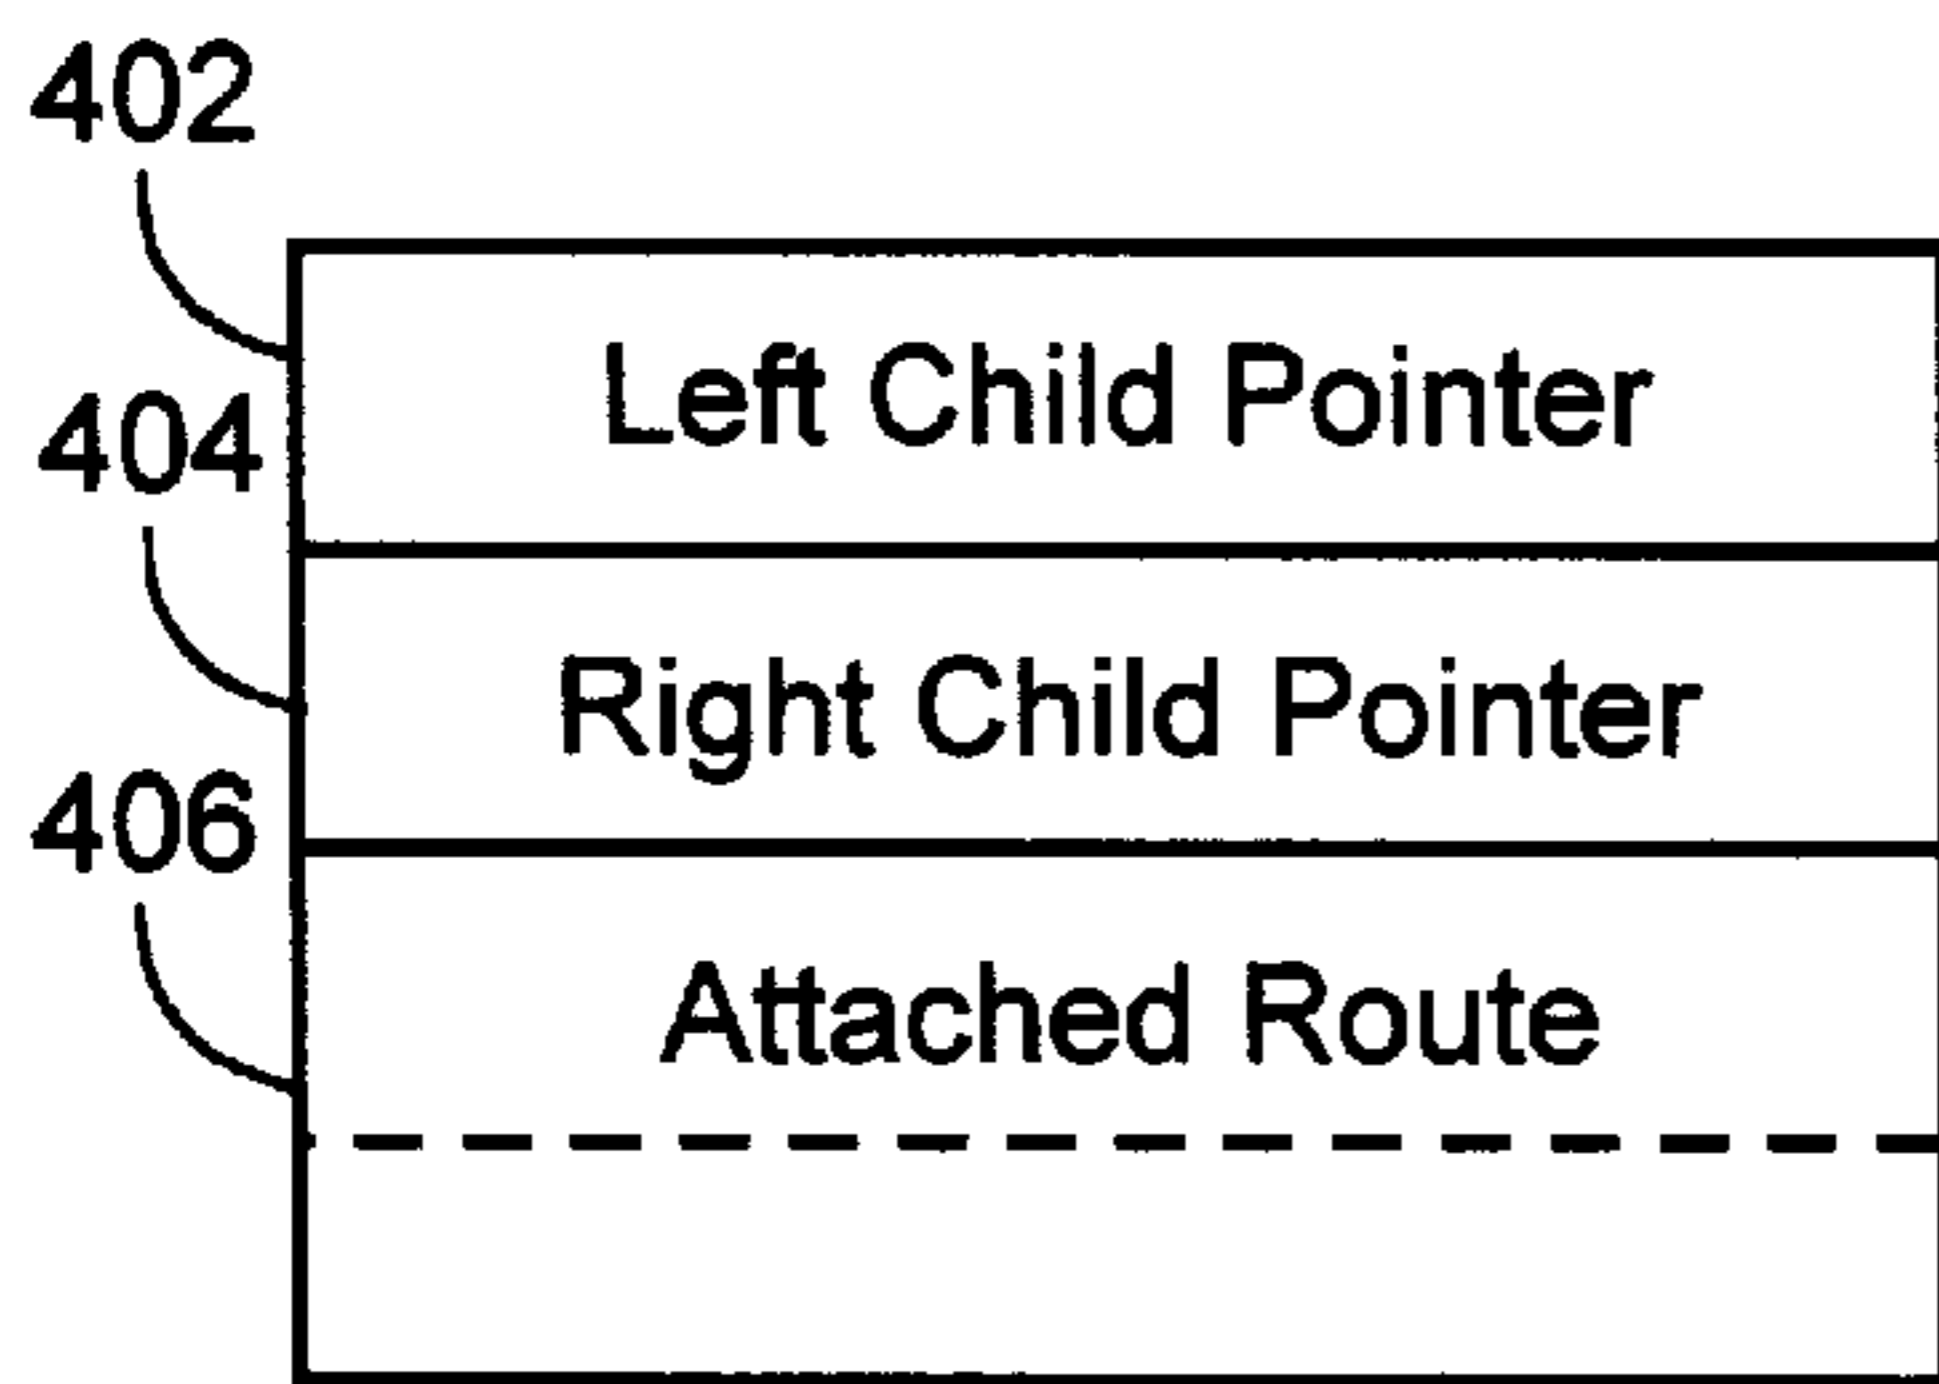 402
Left Child Pointer
404
Right Child Pointer
406
Attached Route